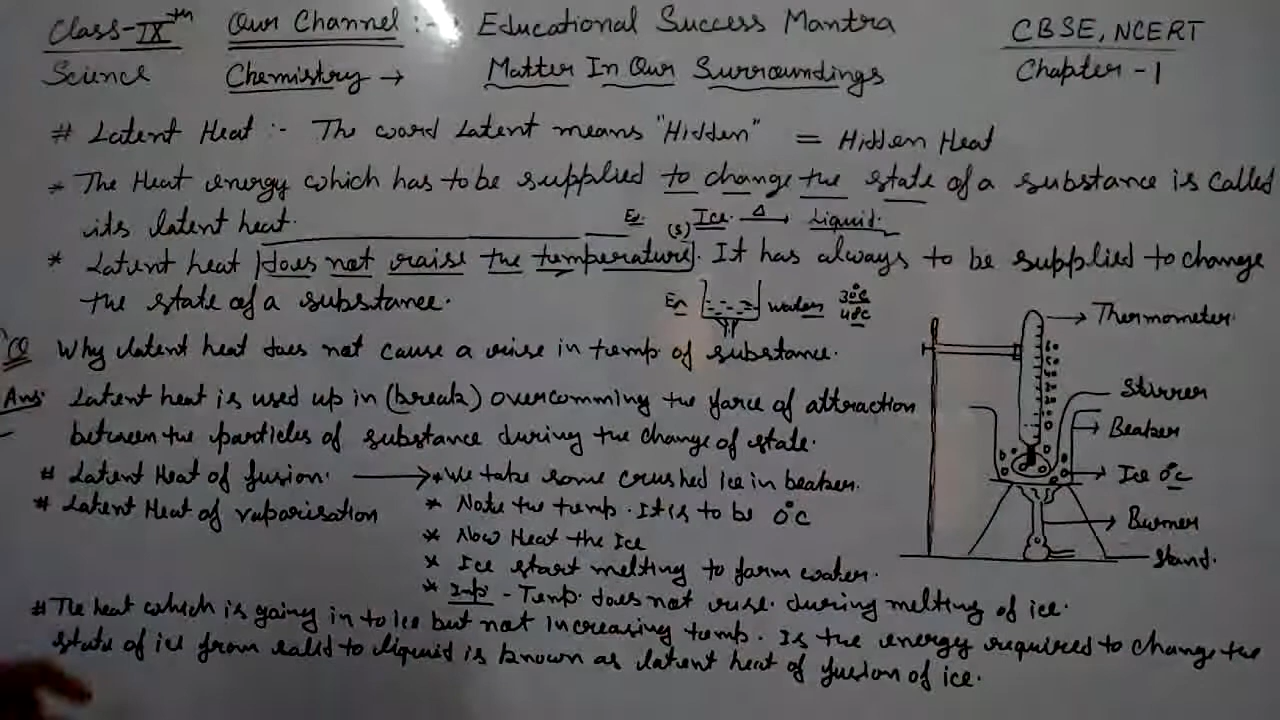 Class-IXth Our Channel :- Educational Success Mantra CBSE, NCERT
Science Chemistry → Matter In Our Surroundings Chapter - 1
# Latent Heat :- The word Latent means "Hidden" = Hidden Heat
* The Heat energy which has to be supplied to change the state of a substance is called
its latent heat. Ex. (s) Ice Δ→ Liquid.
* Latent heat [does not raise the temperature]. It has always to be supplied to change
the state of a substance. Ex water 30°c
40°c
Q Why latent heat does not cause a rise in temp of substance.
Ans: Latent heat is used up in (break) overcomming the force of attraction
between the particles of substance during the change of state.
# Latent Heat of fusion. → * We take some crushed ice in beaker.
* Latent Heat of vaporisation * Note the temp. It is to be 0°c
* Now Heat the Ice
* Ice start melting to form water.
* Imp - Temp. does not rise. during melting of ice.
# The heat which is going in to Ice but not increasing temp. Is the energy required to change the
state of ice from solid to liquid is known as latent heat of fusion of ice.
→ Thermometer.
Stirrer
→ Beaker
→ Ice 0°c
→ Burner
Stand.